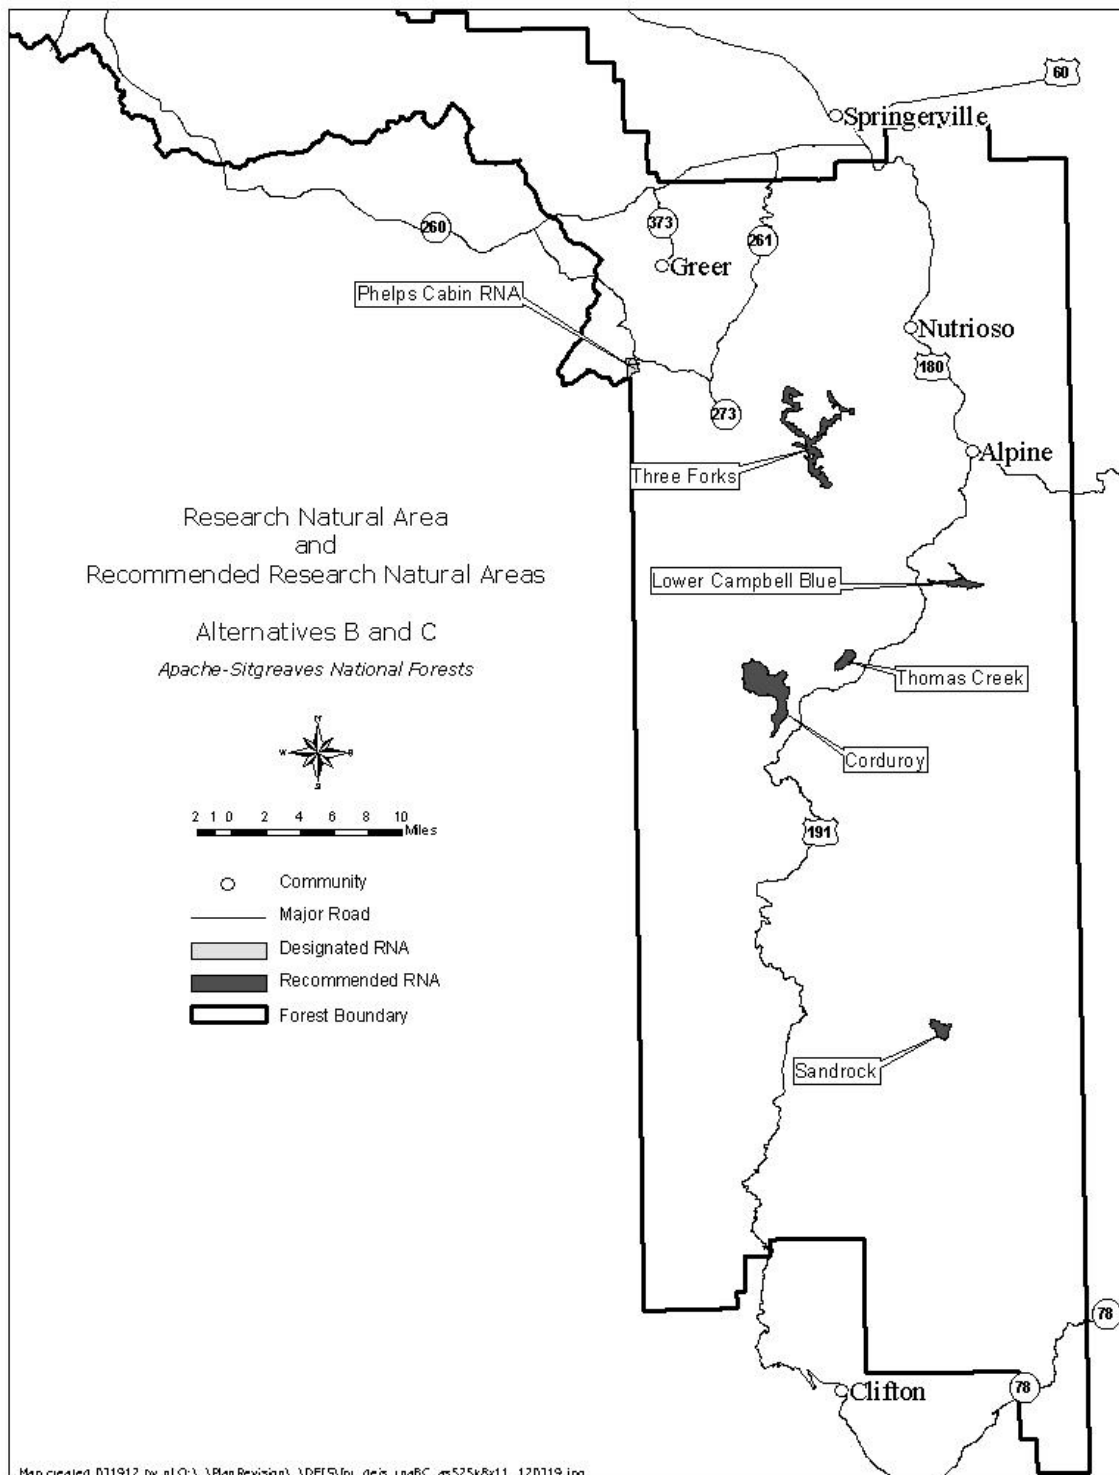 60
Springerville
260
373
261
Greer
Phelps Cabin RNA
Nutrioso
180
273
Alpine
Three Forks
Research Natural Area
and
Recommended Research Natural Areas
Lower Campbell Blue
Alternatives B and C
Apache-Sitgreaves National Forests
Thomas Creek
Corduroy
N
W
E
S
2 1 0 2 4 6 8 10
Miles
191
Community
Major Road
Designated RNA
Recommended RNA
Forest Boundary
Sandrock
78
78
Clifton
Map created by